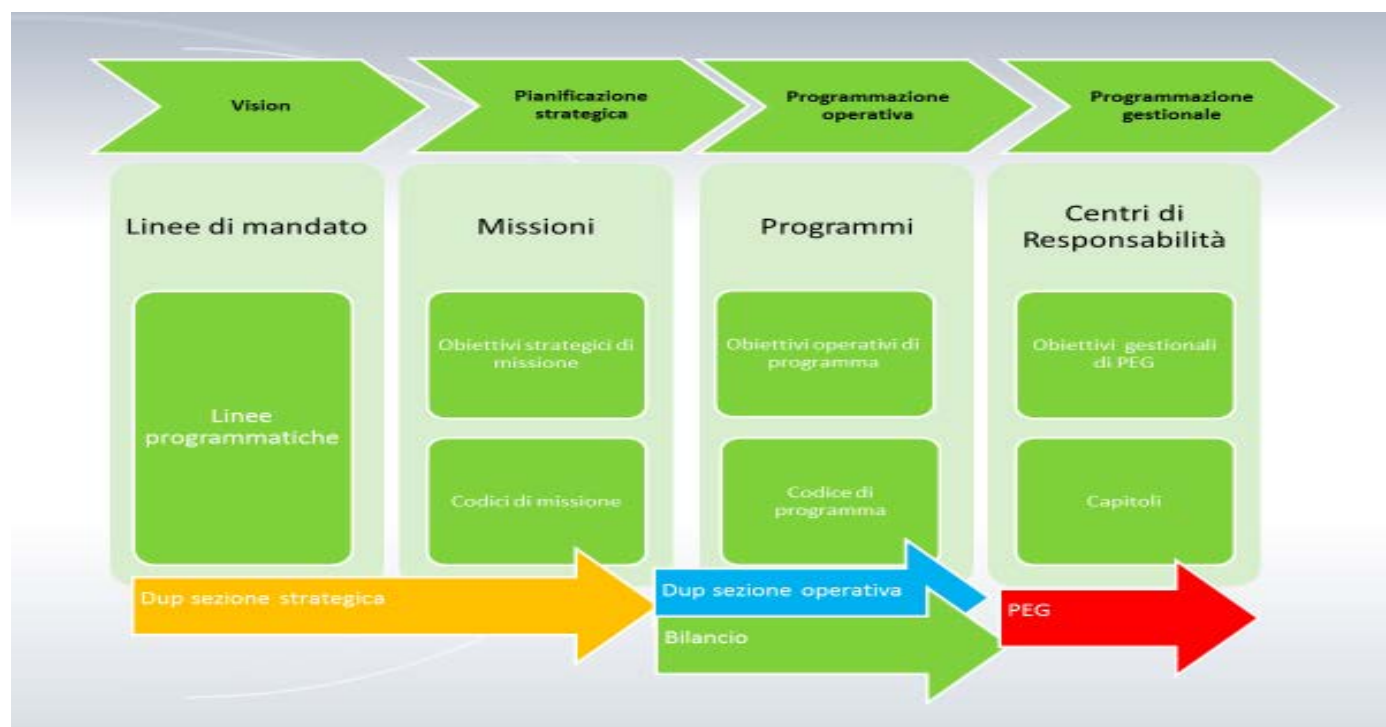 Vision
Pianificazione
strategica
Programmazione
operativa
Programmazione
gestionale
Linee di mandato
Missioni
Programmi
Centri di
Responsabilità
Linee
programmatiche
Obiettivi strategici di
missione
Obiettivi operativi di
programma
Obiettivi gestionali
di PEG
Codici di missione
Codice di
programma
Capitoli
Dup sezione strategica
Dup sezione operativa
Bilancio
PEG